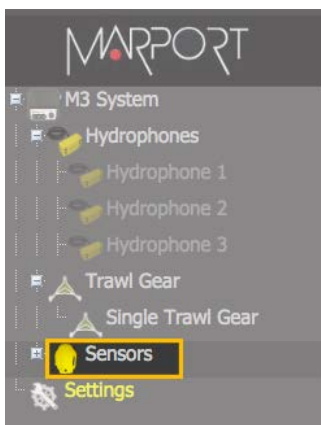 MARPORT
M3 System
Hydrophones
Hydrophone 1
Hydrophone 2
Hydrophone 3
Trawl Gear
Single Trawl Gear
Sensors
Settings